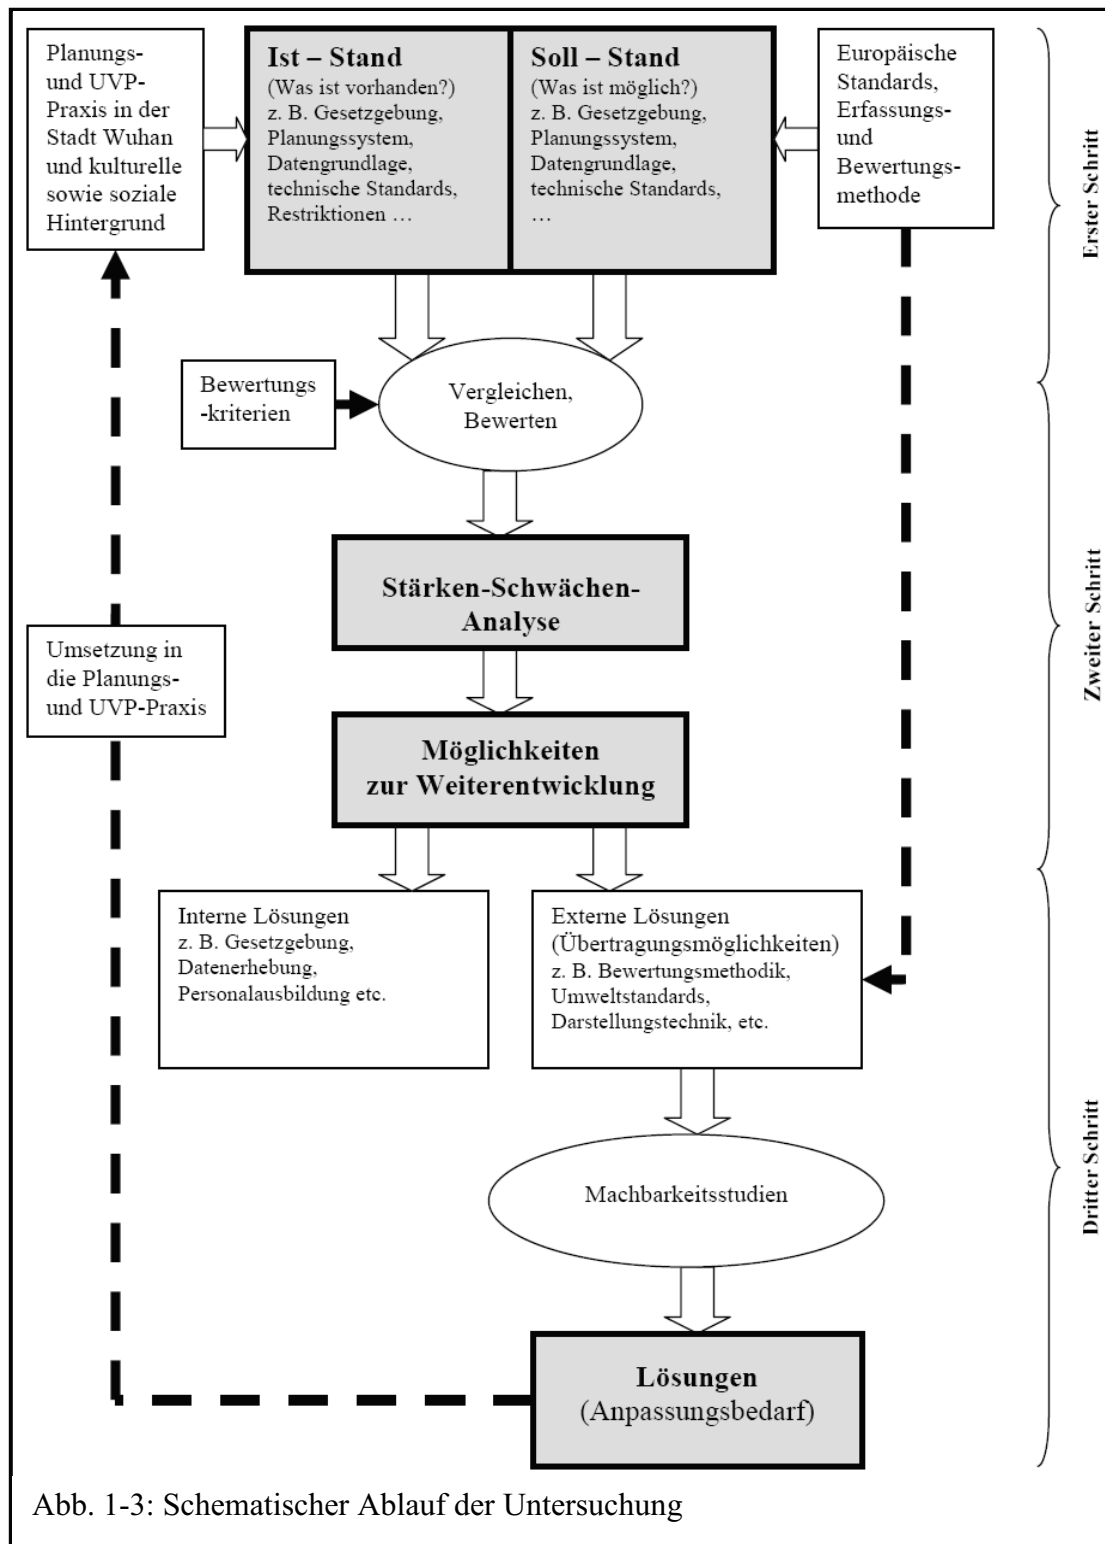 Planungs-
und UVP-
Praxis in der
Stadt Wuhan
und kulturelle
sowie soziale
Hintergrund
Ist – Stand
(Was ist vorhanden?)
z. B. Gesetzgebung,
Planungssystem,
Datengrundlage,
technische Standards,
Restriktionen …
Soll – Stand
(Was ist möglich?)
z. B. Gesetzgebung,
Planungssystem,
Datengrundlage,
technische Standards,
…
Europäische
Standards,
Erfassungs-
und
Bewertungs-
methode
Erster Schritt
Bewertungs
-kriterien
Vergleichen,
Bewerten
Stärken-Schwächen-
Analyse
Zweiter Schritt
Umsetzung in
die Planungs-
und UVP-Praxis
Möglichkeiten
zur Weiterentwicklung
Interne Lösungen
z. B. Gesetzgebung,
Datenerhebung,
Personalausbildung etc.
Externe Lösungen
(Übertragungsmöglichkeiten)
z. B. Bewertungsmethodik,
Umweltstandards,
Darstellungstechnik, etc.
Dritter Schritt
Machbarkeitsstudien
Lösungen
(Anpassungsbedarf)
Abb. 1-3: Schematischer Ablauf der Untersuchung